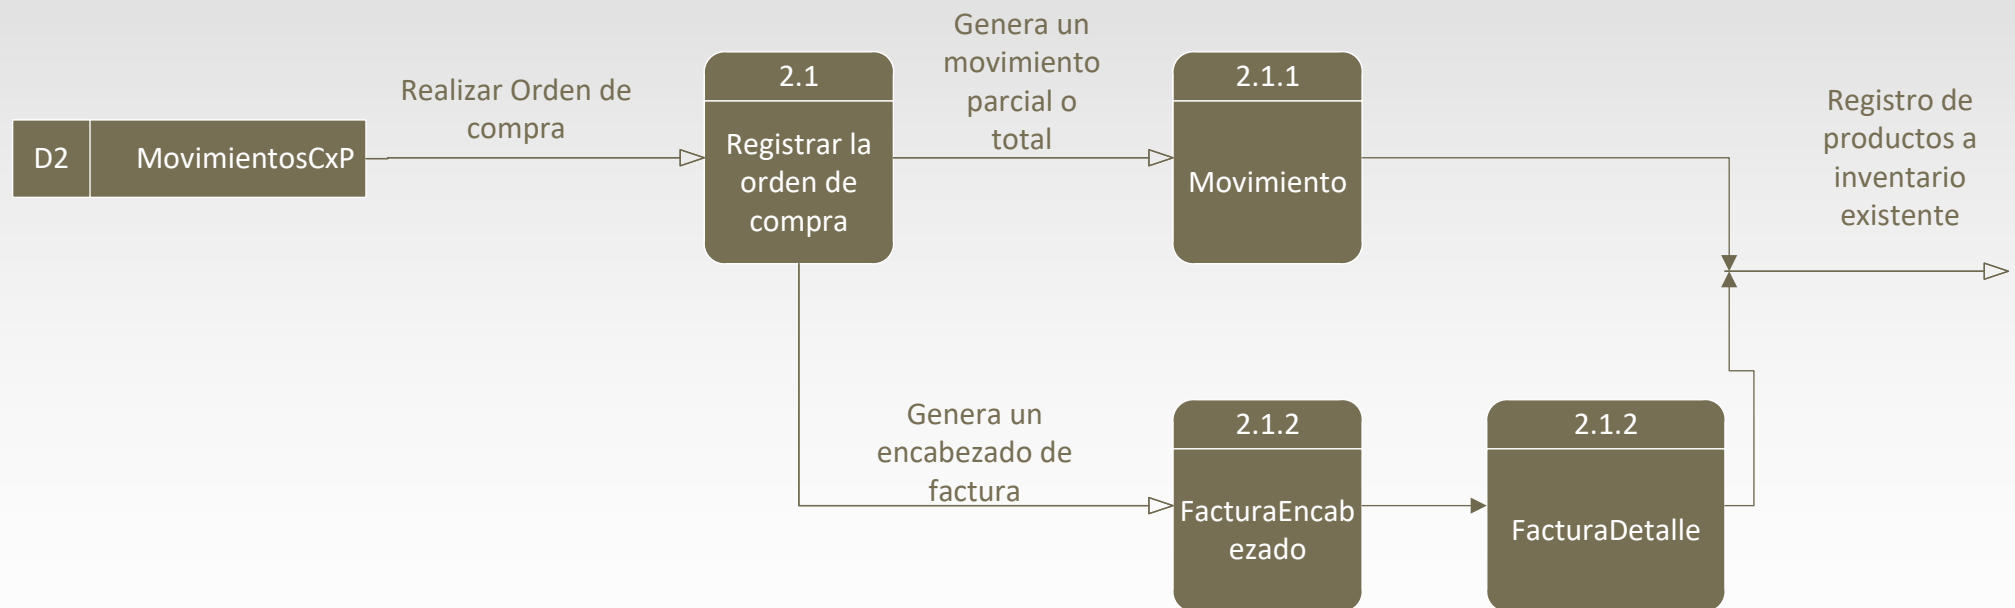 D2
MovimientosCxP
Realizar Orden de
compra
2.1
Registrar la
orden de
compra
Genera un
movimiento
parcial o
total
2.1.1
Movimiento
Registro de
productos a
inventario
existente
Genera un
encabezado de
factura
2.1.2
FacturaEncab
ezado
2.1.2
FacturaDetalle